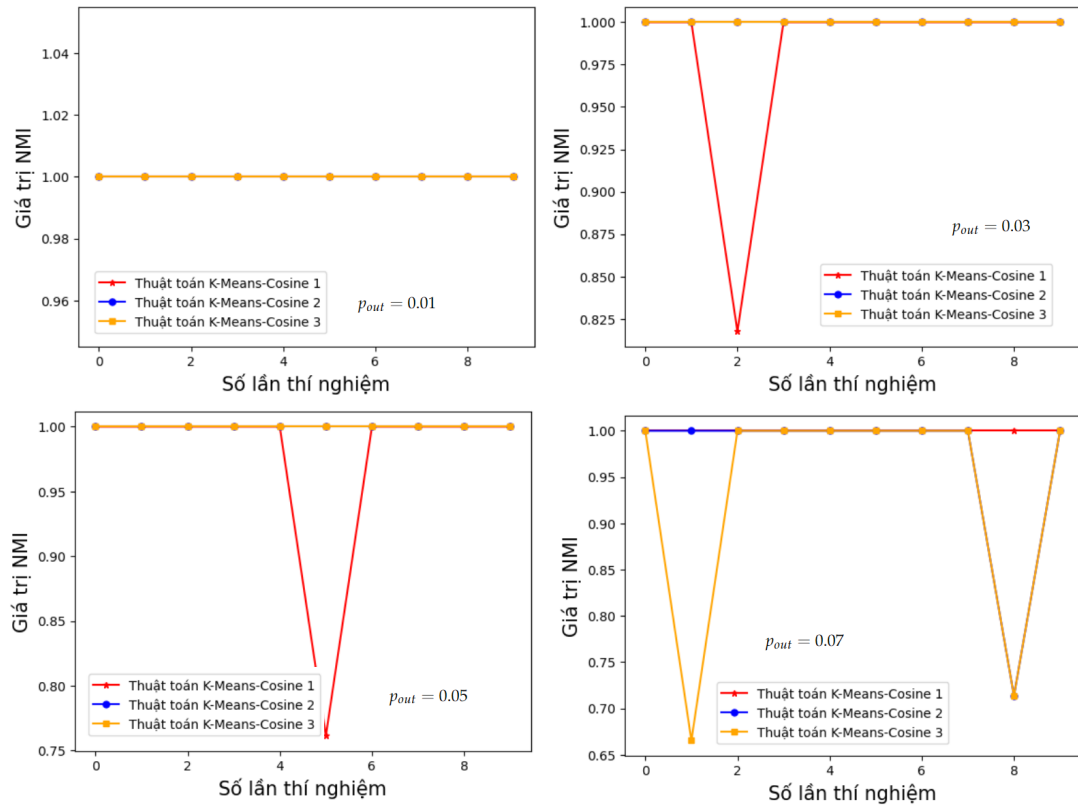 1.04
1.02
1.00
0.98
0.96
Giá trị NMI
Thuật toán K-Means-Cosine 1
Thuật toán K-Means-Cosine 2
Thuật toán K-Means-Cosine 3
p_out = 0.01
0 2 4 6 8
Số lần thí nghiệm
1.000
0.975
0.950
0.925
0.900
0.875
0.850
0.825
Giá trị NMI
p_out = 0.03
Thuật toán K-Means-Cosine 1
Thuật toán K-Means-Cosine 2
Thuật toán K-Means-Cosine 3
0 2 4 6 8
Số lần thí nghiệm
1.00
0.95
0.90
0.85
0.80
0.75
Giá trị NMI
Thuật toán K-Means-Cosine 1
Thuật toán K-Means-Cosine 2
Thuật toán K-Means-Cosine 3
p_out = 0.05
0 2 4 6 8
Số lần thí nghiệm
1.00
0.95
0.90
0.85
0.80
0.75
0.70
0.65
Giá trị NMI
p_out = 0.07
Thuật toán K-Means-Cosine 1
Thuật toán K-Means-Cosine 2
Thuật toán K-Means-Cosine 3
0 2 4 6 8
Số lần thí nghiệm